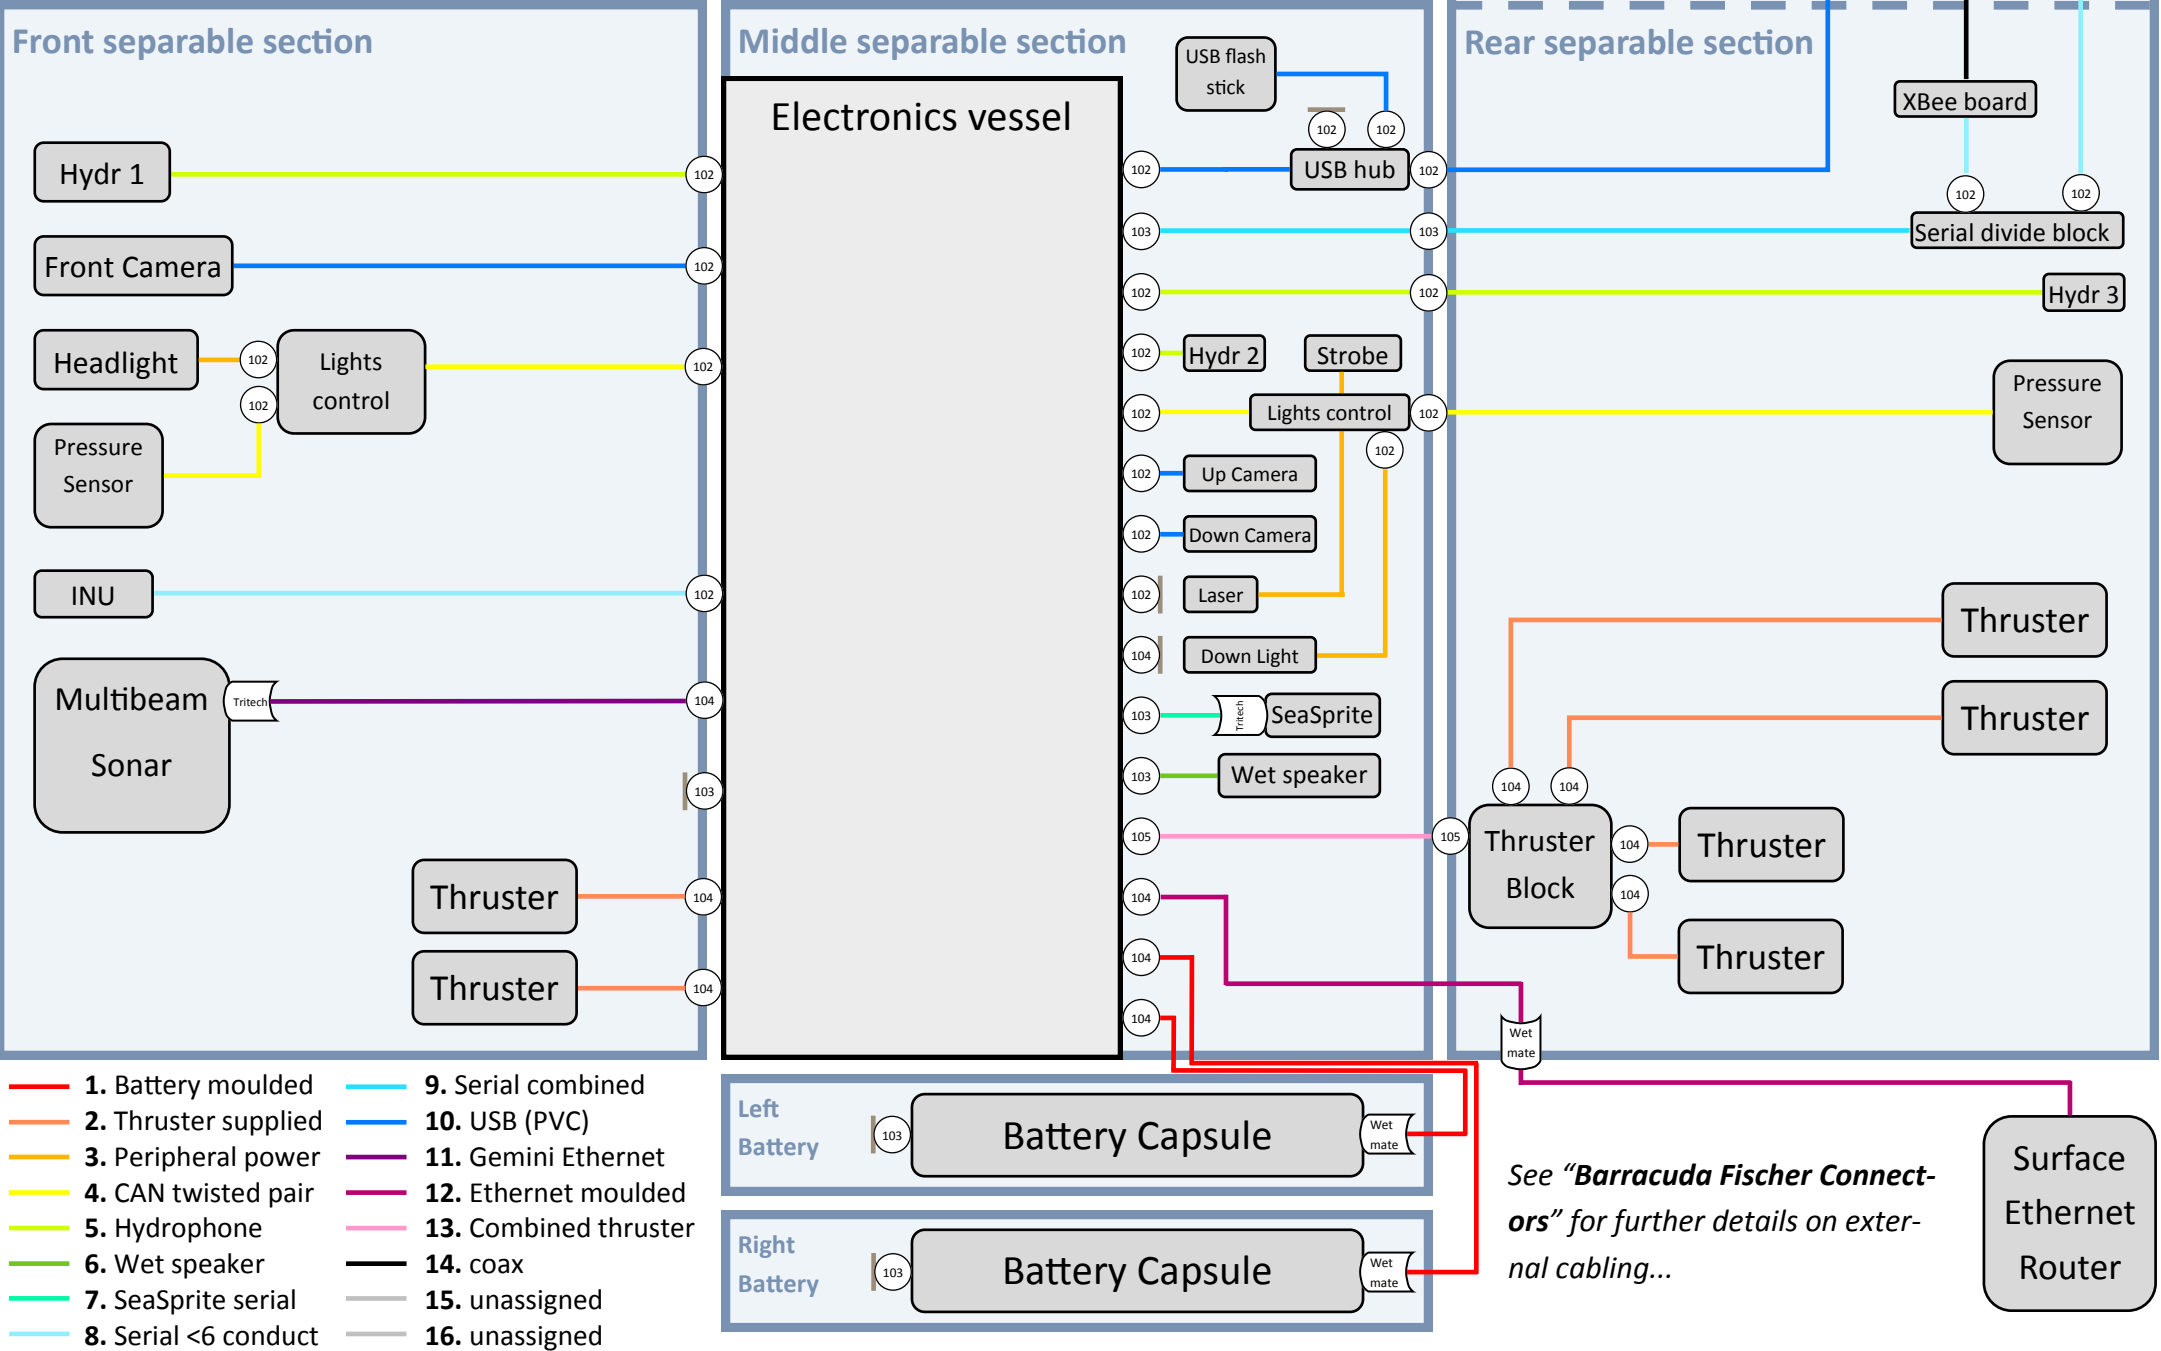 Front separable section
Hydr 1
102
Front Camera
102
Headlight
102
Lights
control
102
102
Pressure
Sensor
INU
102
Multibeam
Sonar
Tritech
104
103
Thruster
104
Thruster
104
Middle separable section
Electronics vessel
USB flash
stick
102
102
102
USB hub
102
103
103
102
102
102
Hydr 2
Strobe
102
Lights control
102
102
102
Up Camera
102
Down Camera
102
Laser
104
Down Light
103
Tritech
SeaSprite
103
Wet speaker
105
105
104
104
104
Rear separable section
XBee board
102
102
Serial divide block
Hydr 3
Pressure
Sensor
Thruster
Thruster
104
104
Thruster
Block
104
Thruster
104
Thruster
Wet
mate
1. Battery moulded
2. Thruster supplied
3. Peripheral power
4. CAN twisted pair
5. Hydrophone
6. Wet speaker
7. SeaSprite serial
8. Serial <6 conduct
9. Serial combined
10. USB (PVC)
11. Gemini Ethernet
12. Ethernet moulded
13. Combined thruster
14. coax
15. unassigned
16. unassigned
Left
Battery
103
Battery Capsule
Wet
mate
Right
Battery
103
Battery Capsule
Wet
mate
See “Barracuda Fischer Connect-
ors” for further details on exter-
nal cabling...
Surface
Ethernet
Router